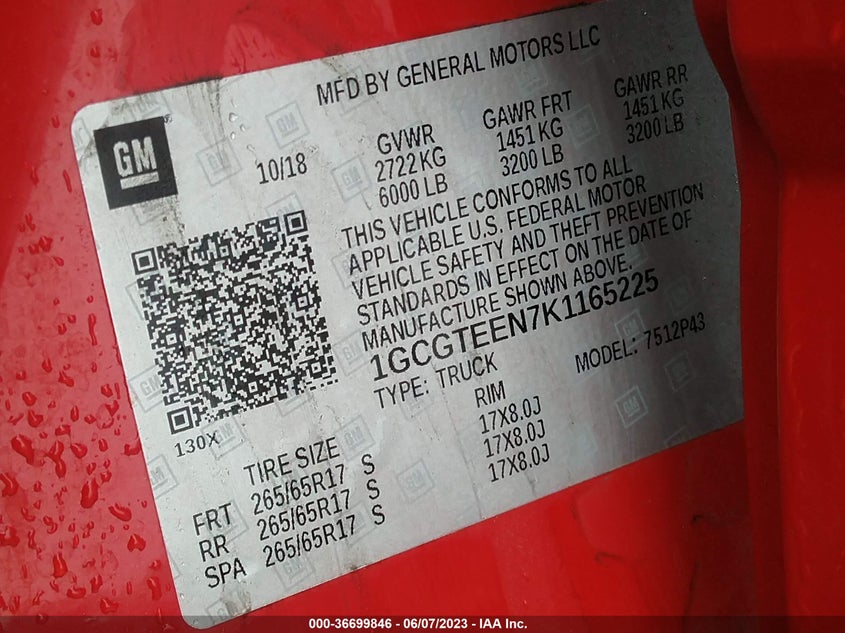 MFD BY GENERAL MOTORS LLC
GM
10/18
GVWR GAWR FRT GAWR RR
2722 KG 1451 KG 1451 KG
6000 LB 3200 LB 3200 LB
THIS VEHICLE CONFORMS TO ALL
APPLICABLE U.S. FEDERAL MOTOR
VEHICLE SAFETY AND THEFT PREVENTION
STANDARDS IN EFFECT ON THE DATE OF
MANUFACTURE SHOWN ABOVE.
1GCGTEEN7K1165225
TYPE: TRUCK MODEL: 7512P43
130X
TIRE SIZE RIM
FRT 265/65R17 S 17X8.0J
RR 265/65R17 S 17X8.0J
SPA 265/65R17 S 17X8.0J
000-36699846 - 06/07/2023 - IAA Inc.